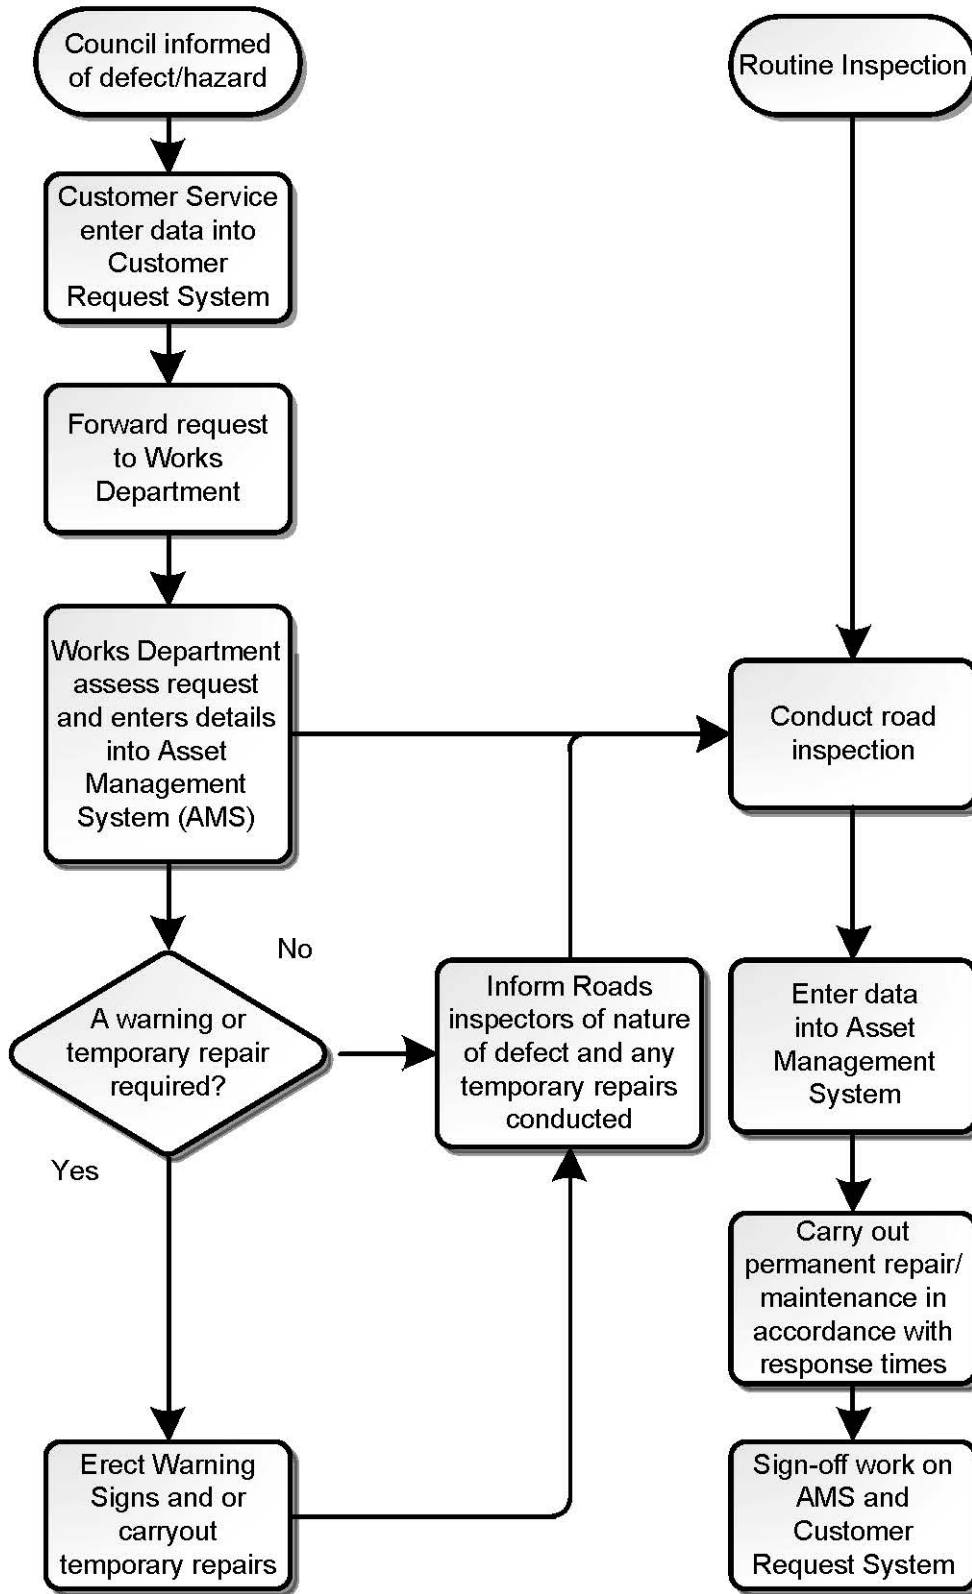 Council informed
of defect/hazard
Routine Inspection
Customer Service
enter data into
Customer
Request System
Forward request
to Works
Department
Works Department
assess request
and enters details
into Asset
Management
System (AMS)
Conduct road
inspection
No
A warning or
temporary repair
required?
Yes
Inform Roads
inspectors of nature
of defect and any
temporary repairs
conducted
Enter data
into Asset
Management
System
Carry out
permanent repair/
maintenance in
accordance with
response times
Erect Warning
Signs and or
carryout
temporary repairs
Sign-off work on
AMS and
Customer
Request System